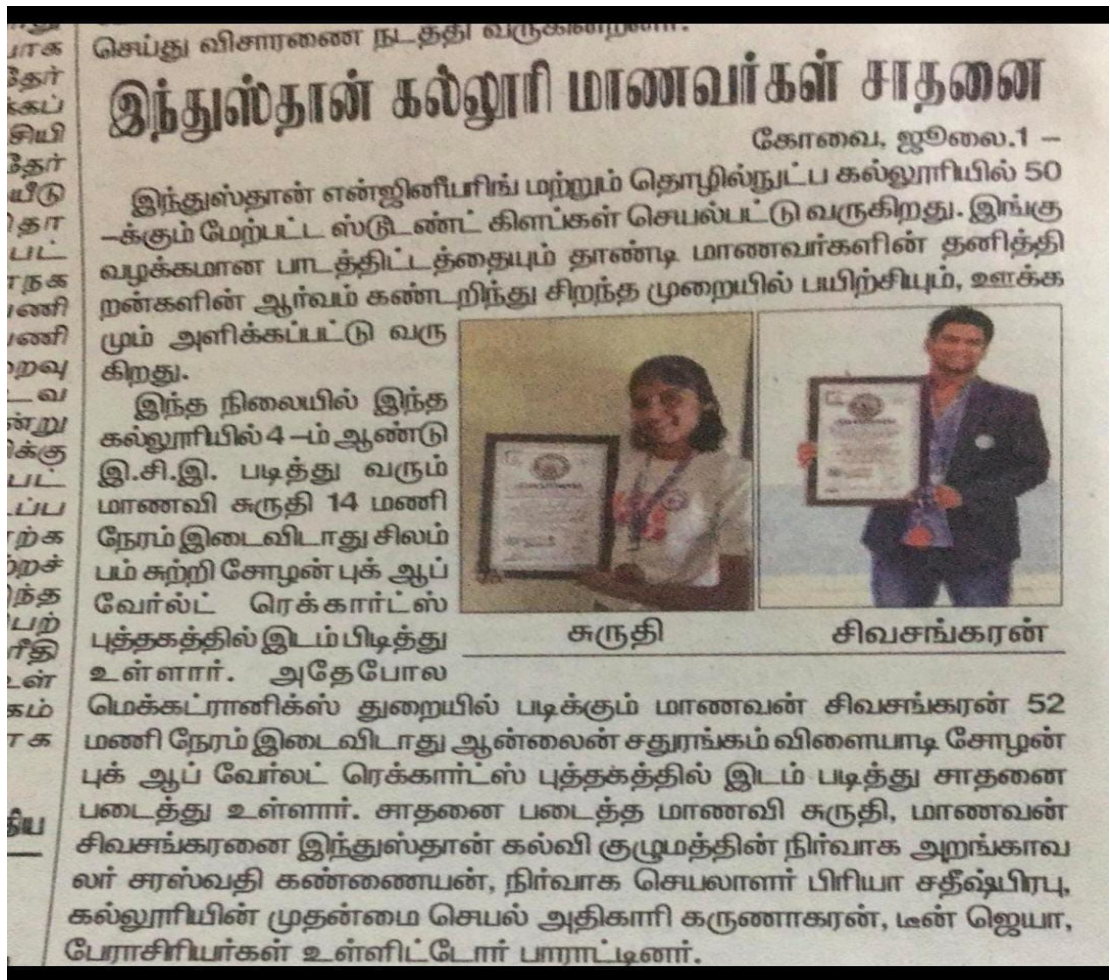 செய்து விசாரணை நடத்தி வருகின்றனர்.
இந்துஸ்தான் கல்லூரி மாணவர்கள் சாதனை
கோவை, ஜூலை.1 –
இந்துஸ்தான் என்ஜினீயரிங் மற்றும் தொழில்நுட்ப கல்லூரியில் 50
–க்கும் மேற்பட்ட ஸ்டூண்ட் கிளப்கள் செயல்பட்டு வருகிறது. இங்கு
வழக்கமான பாடத்திட்டத்தையும் தாண்டி மாணவர்களின் தனித்தி
றன்களின் ஆர்வம் கண்டறிந்து சிறந்த முறையில் பயிற்சியும், ஊக்க
மும் அளிக்கப்பட்டு வரு
கிறது.
இந்த நிலையில் இந்த
கல்லூரியில் 4 –ம் ஆண்டு
இ.சி.இ. படித்து வரும்
மாணவி சுருதி 14 மணி
நேரம் இடைவிடாது சிலம்
பம் சுற்றி சோழன் புக் ஆப்
வேர்ல்ட் ரெக்கார்ட்ஸ்
புத்தகத்தில் இடம் பிடித்து
உள்ளார். அதேபோல
சுருதி
சிவசங்கரன்
மெக்கட்ரானிக்ஸ் துறையில் படிக்கும் மாணவன் சிவசங்கரன் 52
மணி நேரம் இடைவிடாது ஆன்லைன் சதுரங்கம் விளையாடி சோழன்
புக் ஆப் வேர்லட் ரெக்கார்ட்ஸ் புத்தகத்தில் இடம் படித்து சாதனை
படைத்து உள்ளார். சாதனை படைத்த மாணவி சுருதி, மாணவன்
சிவசங்கரனை இந்துஸ்தான் கல்வி குழுமத்தின் நிர்வாக அறங்காவ
லர் சரஸ்வதி கண்ணையன், நிர்வாக செயலாளர் பிரியா சதீஷ்பிரபு,
கல்லூரியின் முதன்மை செயல் அதிகாரி கருணாகரன், டீன் ஜெயா,
பேராசிரியர்கள் உள்ளிட்டோர் பாராட்டினர்.